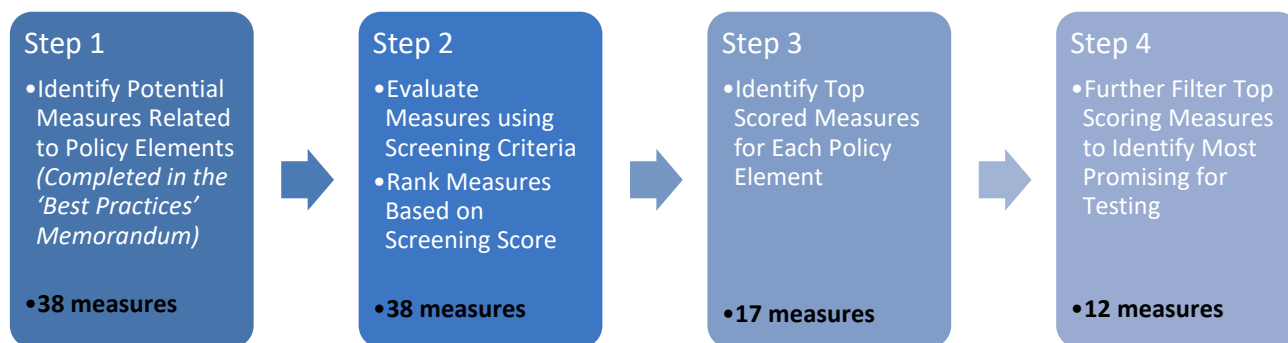 Step 1
•Identify Potential
Measures Related
to Policy Elements
(Completed in the
‘Best Practices’
Memorandum)
•38 measures
Step 2
•Evaluate
Measures using
Screening Criteria
•Rank Measures
Based on
Screening Score
•38 measures
Step 3
•Identify Top
Scored Measures
for Each Policy
Element
•17 measures
Step 4
•Further Filter Top
Scoring Measures
to Identify Most
Promising for
Testing
•12 measures